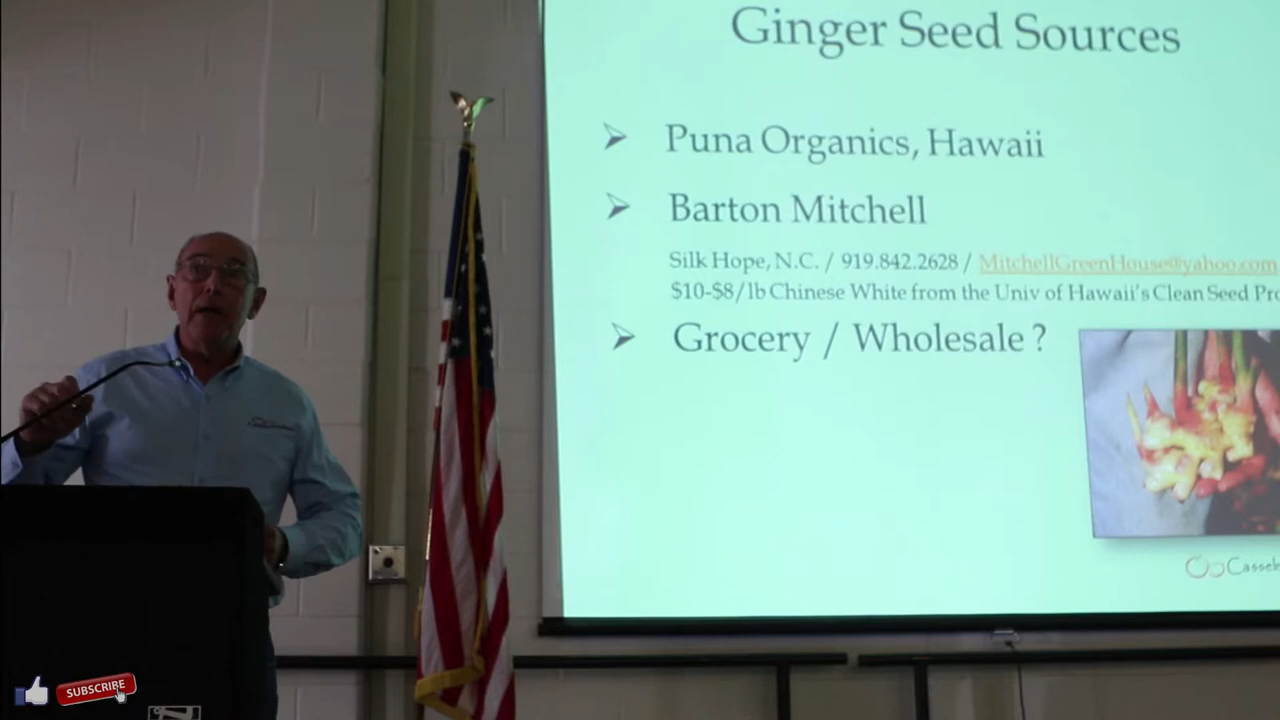 Ginger Seed Sources
Puna Organics, Hawaii
Barton Mitchell
Silk Hope, N.C. / 919.842.2628 / MitchellGreenHouse@yahoo.com
$10-$8/lb Chinese White from the Univ of Hawaii's Clean Seed Pro
Grocery / Wholesale ?
SUBSCRIBE